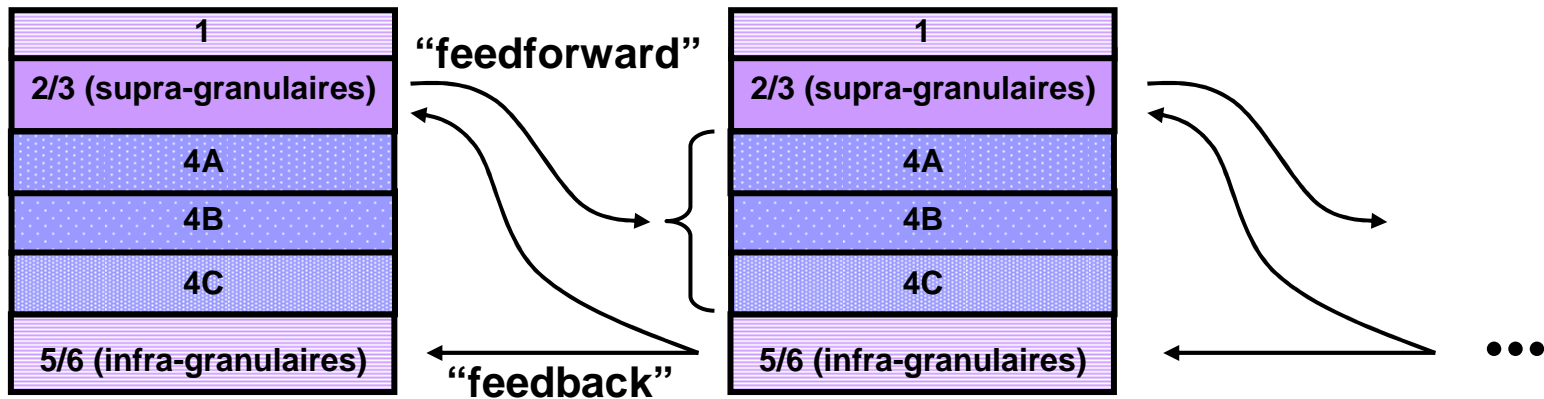 1
2/3 (supra-granulaires)
4A
4B
4C
5/6 (infra-granulaires)
“feedforward”
“feedback”
1
2/3 (supra-granulaires)
4A
4B
4C
5/6 (infra-granulaires)
•••